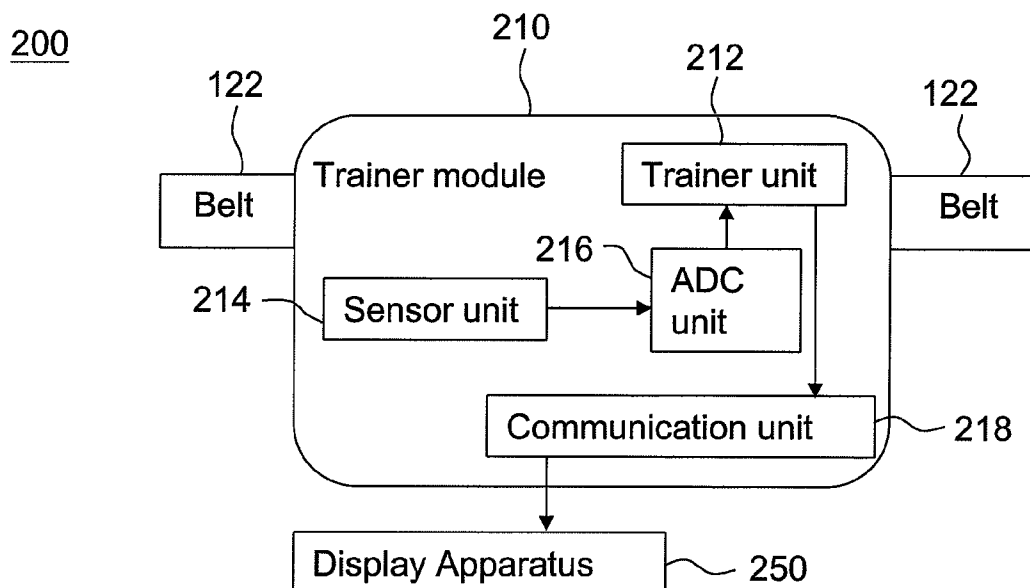 200
210
212
122
122
Trainer module
Trainer unit
Belt
Belt
216
ADC
unit
214
Sensor unit
Communication unit
218
Display Apparatus
250